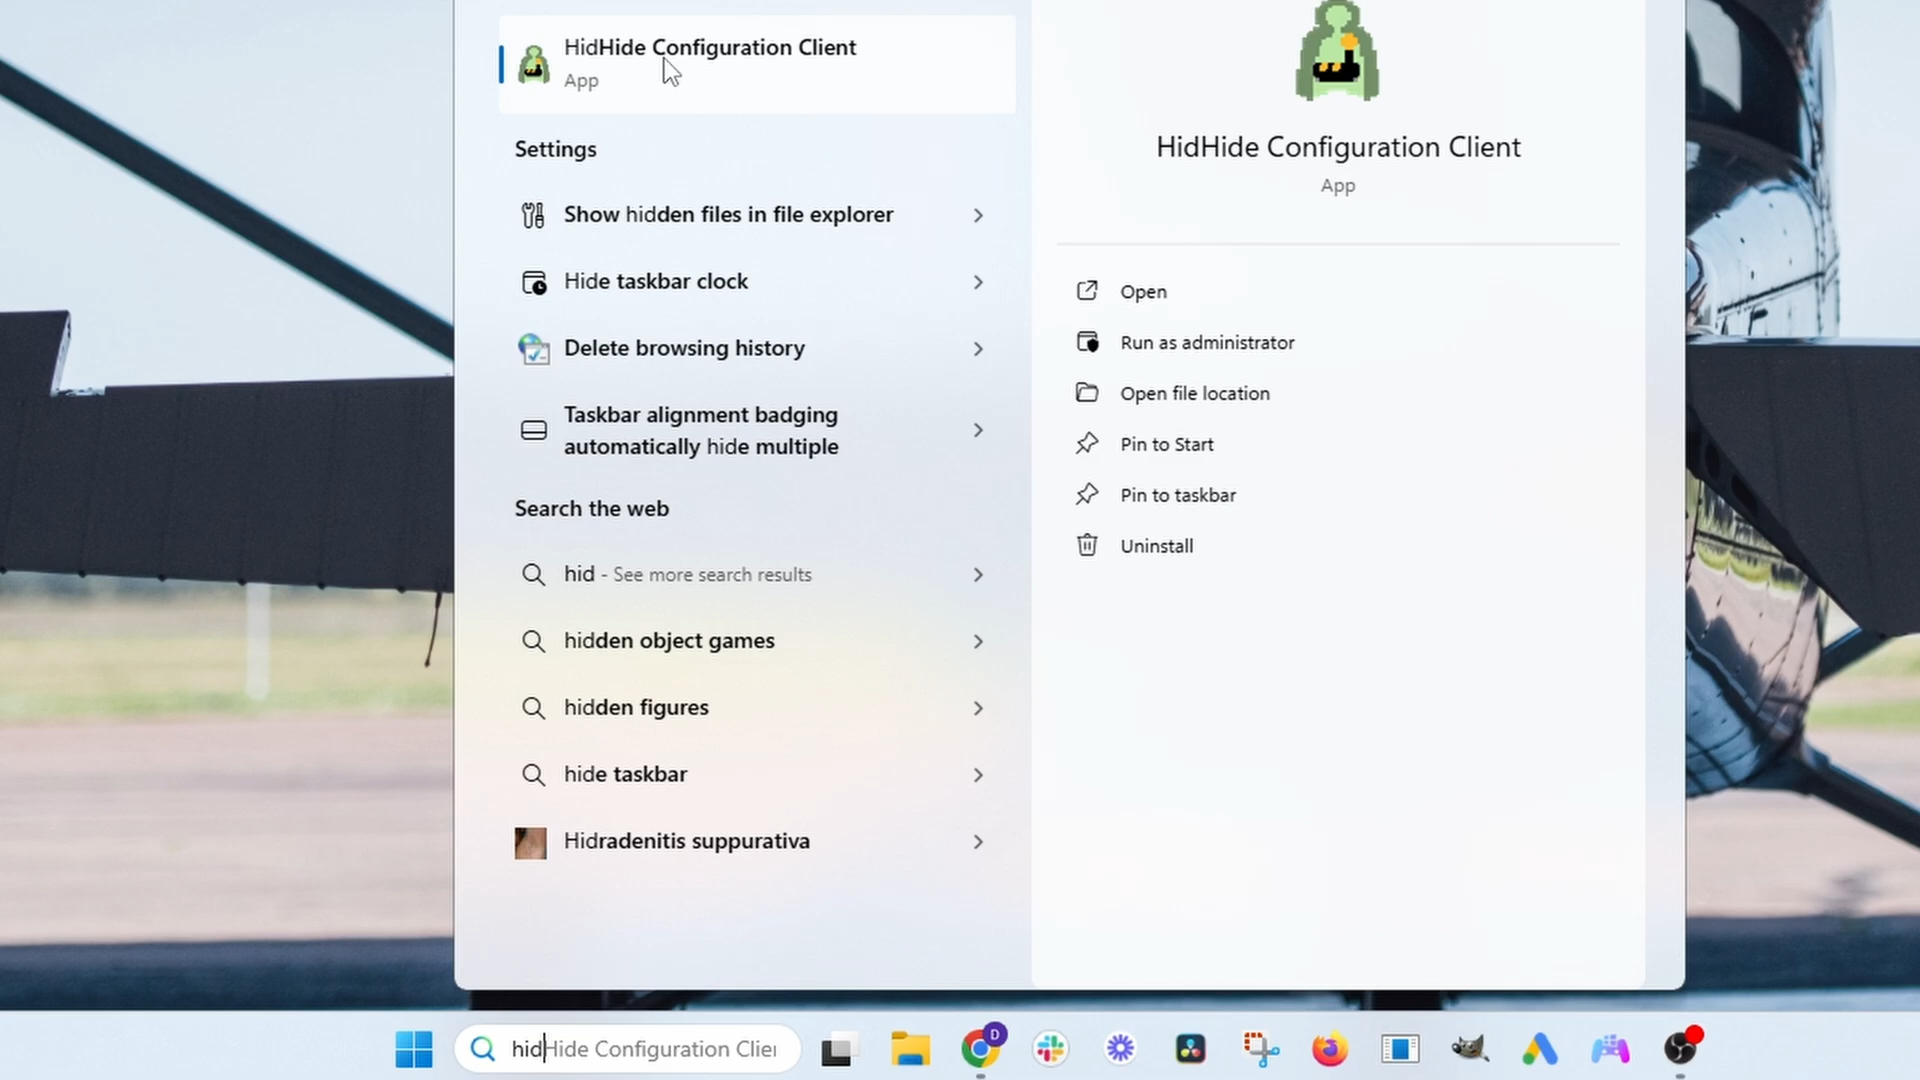 HidHide Configuration Client
App
Settings
Show hidden files in file explorer
Hide taskbar clock
Delete browsing history
Taskbar alignment badging
automatically hide multiple
Search the web
hid - See more search results
hidden object games
hidden figures
hide taskbar
Hidradenitis suppurativa
HidHide Configuration Client
App
Open
Run as administrator
Open file location
Pin to Start
Pin to taskbar
Uninstall
hidHide Configuration Clier
D